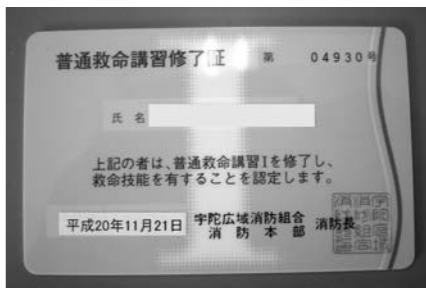 普通救命講習修了証 第 04930号
氏 名
上記の者は、普通救命講習Iを修了し、
救命技能を有することを認定します。
平成20年11月21日 宇陀広域消防組合 消防長
消 防 本 部